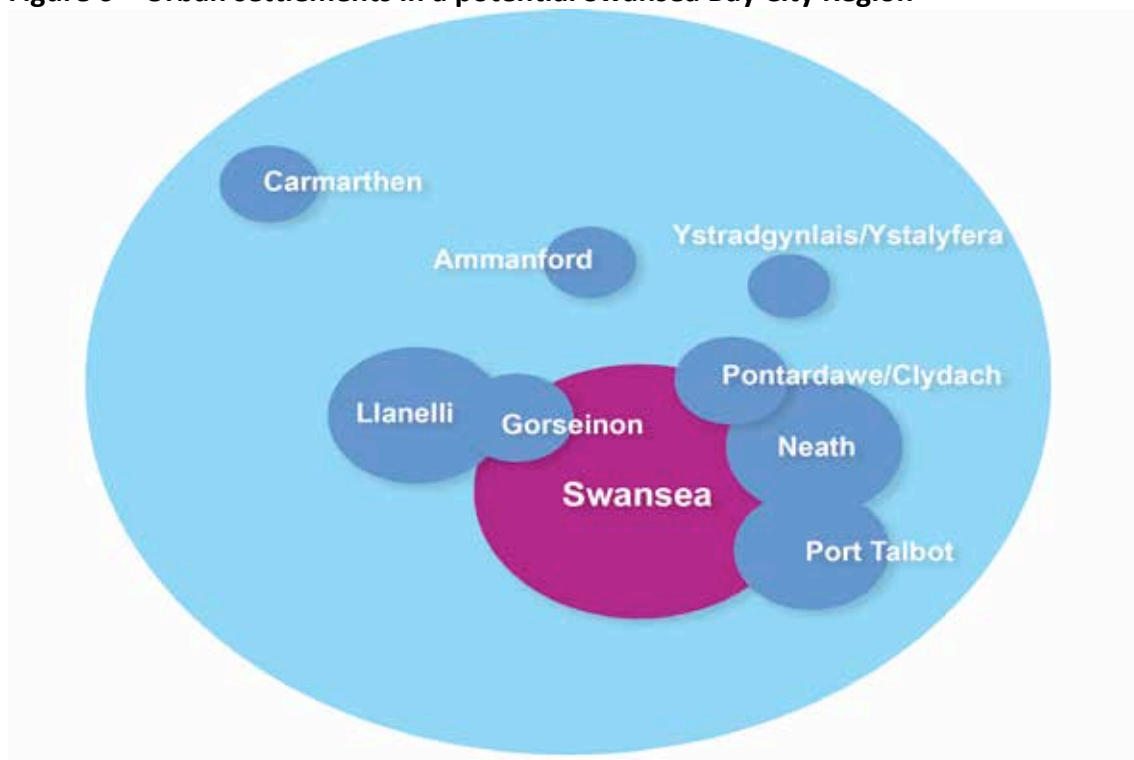 Urban settlements in a potential Swansea Bay City Region
Carmarthen
Ystradgynlais/Ystalyfera
Ammanford
Pontardawe/Clydach
Llanelli
Gorseinon
Neath
Swansea
Port Talbot